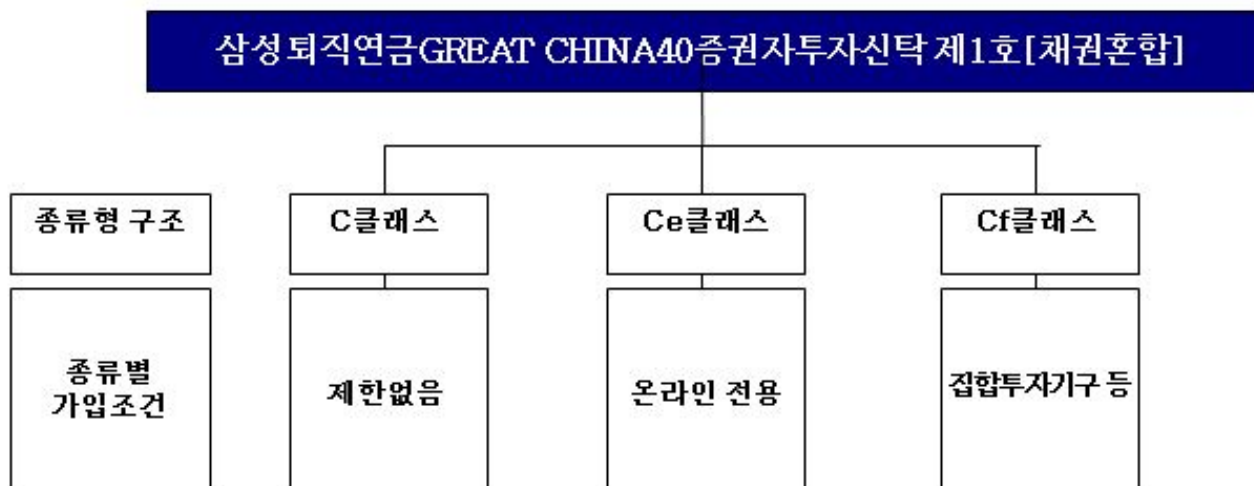 삼성퇴직연금GREAT CHINA40증권자투자신탁 제1호[채권혼합]
종류형 구조
C클래스
Ce클래스
Cf클래스
종류별
가입조건
제한없음
온라인 전용
집합투자기구 등